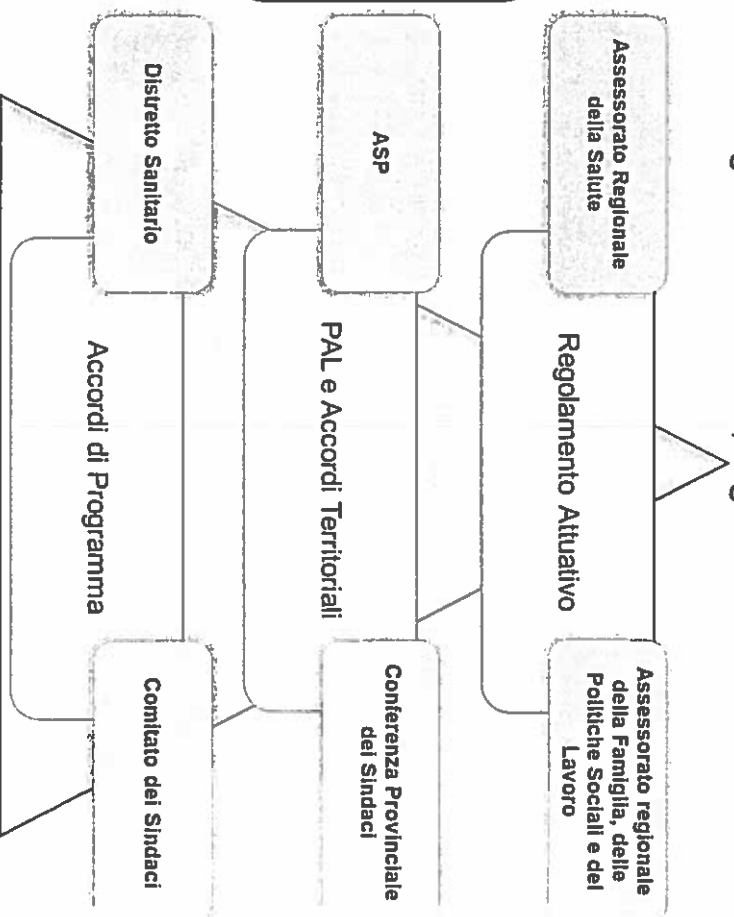 Assessorato Regionale
della Salute
Regolamento Attuativo
Assessorato regionale
della Famiglia, delle
Politiche Sociali e del
Lavoro
ASP
PAL e Accordi Territoriali
Conferenza Provinciale
dei Sindaci
Distretto Sanitario
Accordi di Programma
Comitato dei Sindaci